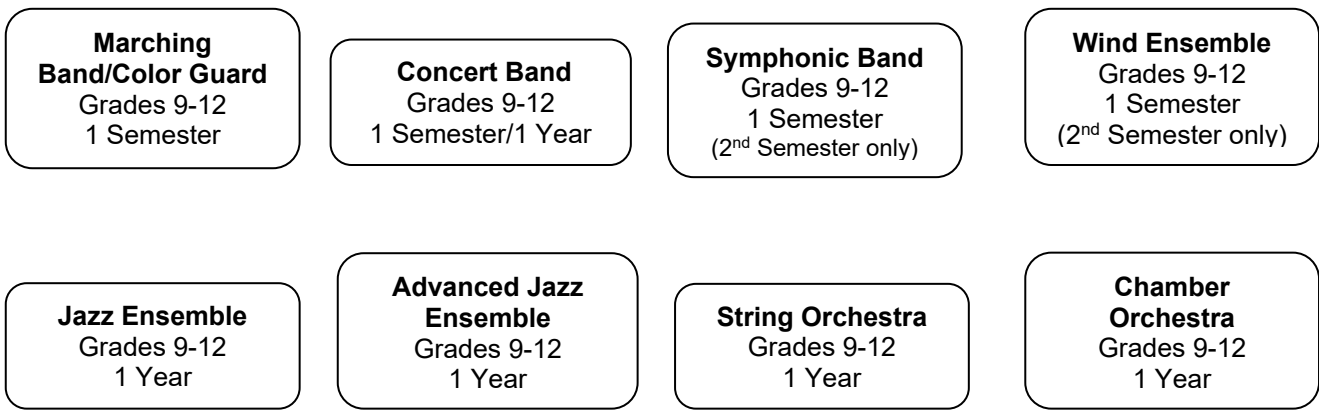 Marching
Band/Color Guard
Grades 9-12
1 Semester
Concert Band
Grades 9-12
1 Semester/1 Year
Symphonic Band
Grades 9-12
1 Semester
(2nd Semester only)
Wind Ensemble
Grades 9-12
1 Semester
(2nd Semester only)
Jazz Ensemble
Grades 9-12
1 Year
Advanced Jazz
Ensemble
Grades 9-12
1 Year
String Orchestra
Grades 9-12
1 Year
Chamber
Orchestra
Grades 9-12
1 Year